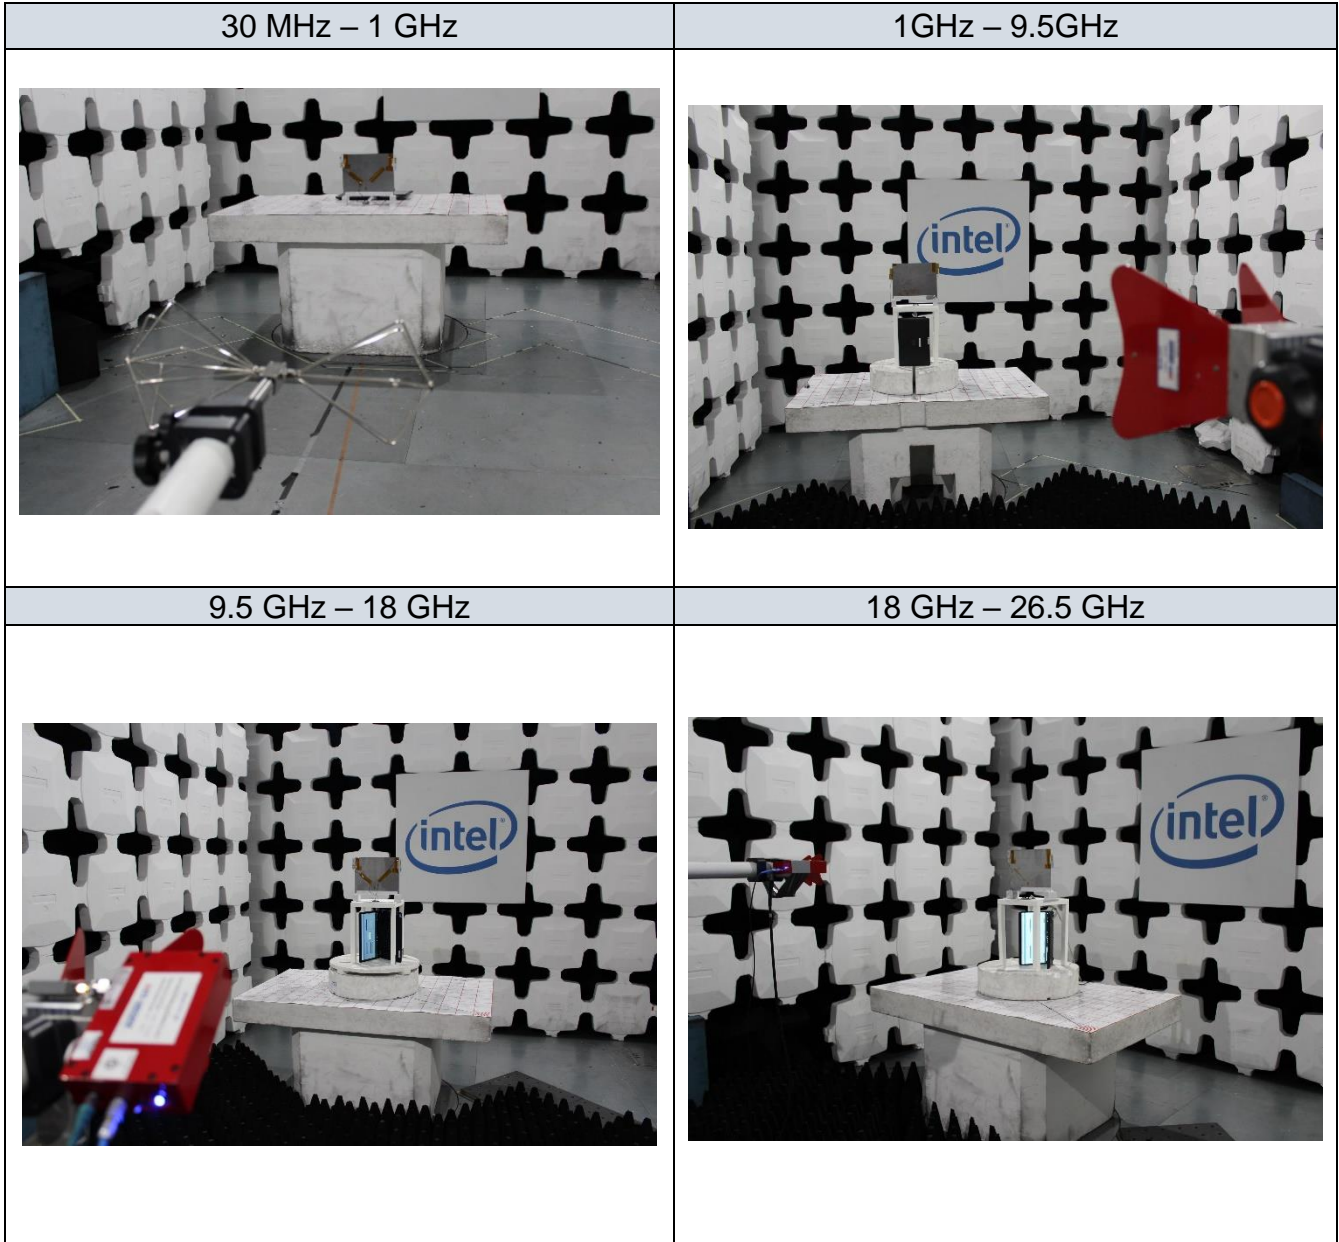 30 MHz – 1 GHz
1GHz – 9.5GHz
intel
9.5 GHz – 18 GHz
18 GHz – 26.5 GHz
intel
intel